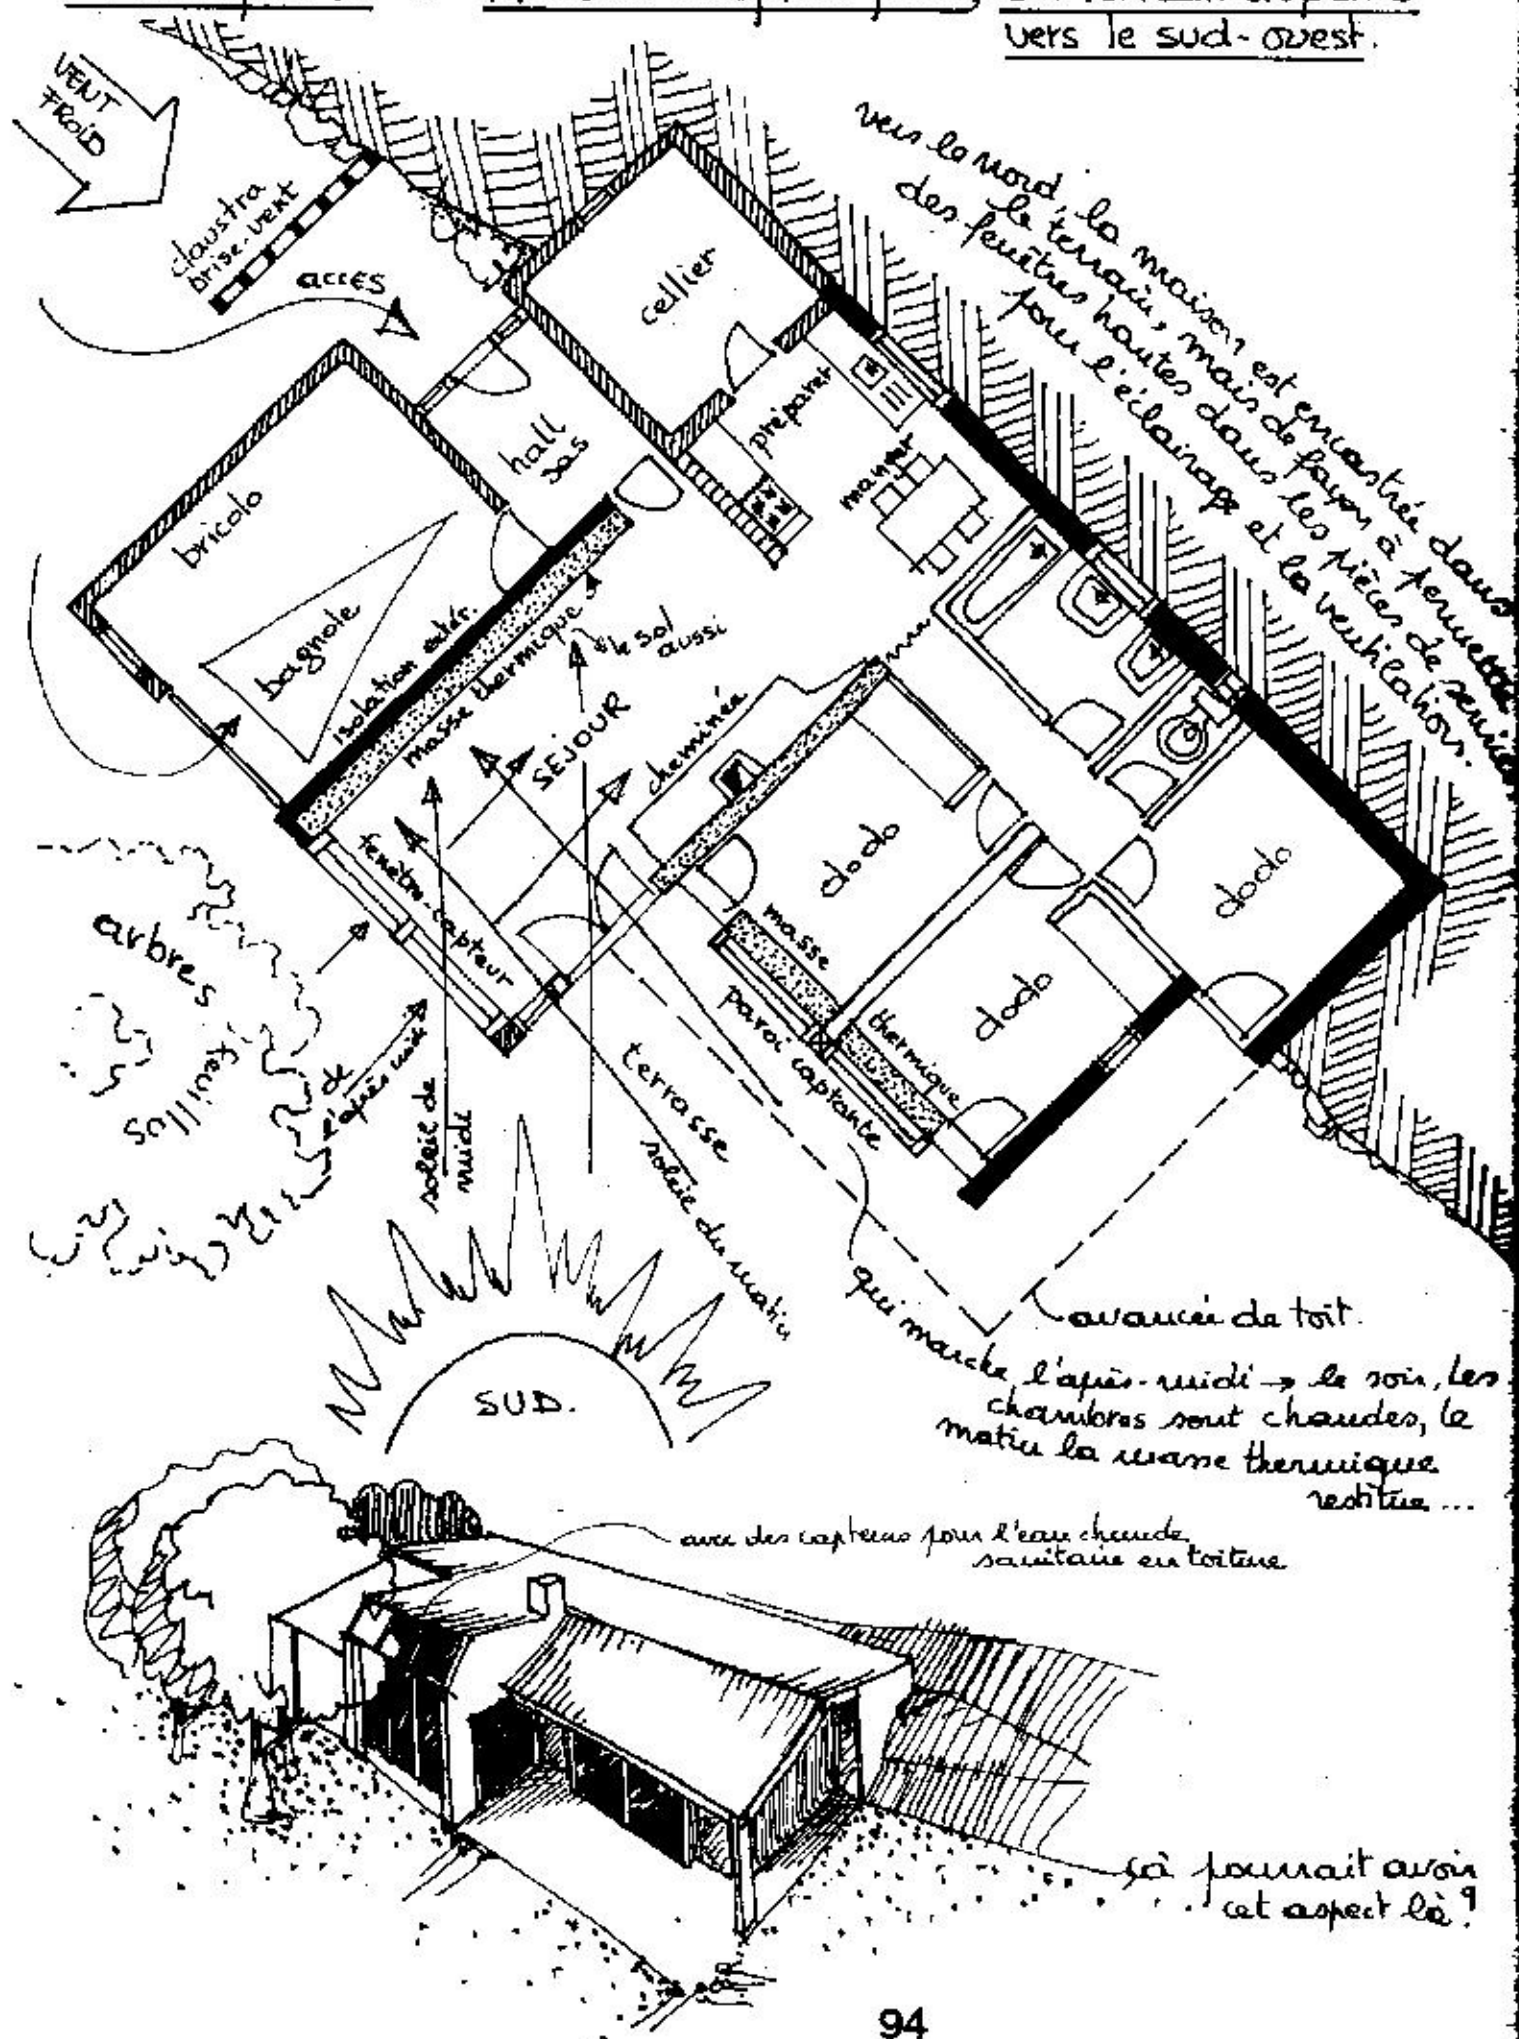 vers le sud-ouest.
VENT
FROID
claustra
brise-vent
accès
cellier
vers le nord, la maison est encastrée dans
le terrain, mais de façon à permettre
des fenêtres hautes dans les pièces de service
pour l'éclairage et la ventilation.
préparer
manger
hall
sas
bricolo
bagnole
isolation extér.
masse thermique
le sol
aussi
SEJOUR
cheminée
fenêtre-capteur
dodo
dodo
dodo
masse thermique
paroi captante
arbres
feuillus
soleil de
midi
de
l'après-midi
terrasse
soleil du matin
SUD.
avancée de toit.
qui marche l'après-midi → le soir, les
chambres sont chaudes, le
matin la masse thermique
restitue...
avec des capteurs pour l'eau chaude
sanitaire en toiture
çà pourrait avoir
cet aspect là ?
94